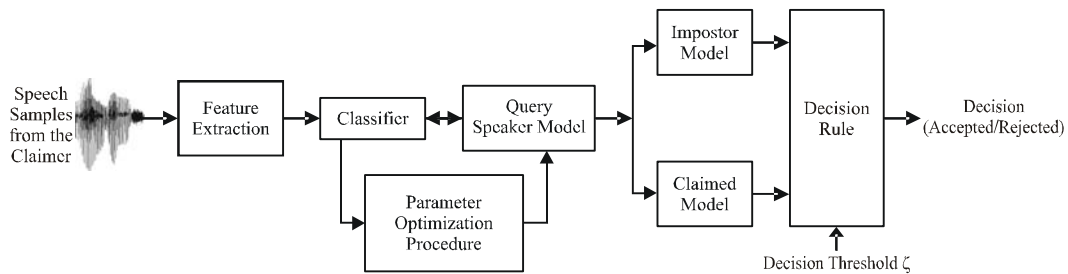 Speech
Samples
from the
Claimer
Feature
Extraction
Classifier
Query
Speaker Model
Parameter
Optimization
Procedure
Impostor
Model
Claimed
Model
Decision
Rule
Decision
(Accepted/Rejected)
Decision Threshold ζ